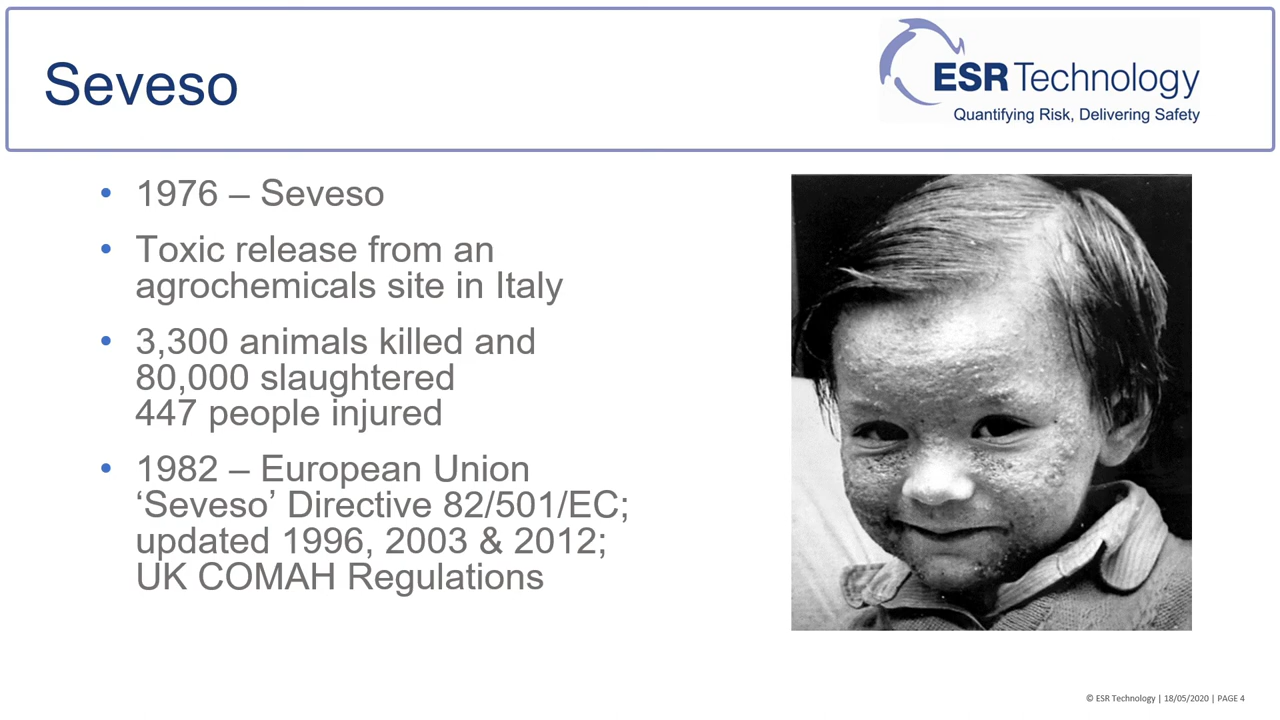 Seveso
ESR Technology
Quantifying Risk, Delivering Safety
• 1976 – Seveso
• Toxic release from an
agrochemicals site in Italy
• 3,300 animals killed and
80,000 slaughtered
447 people injured
• 1982 – European Union
‘Seveso’ Directive 82/501/EC;
updated 1996, 2003 & 2012;
UK COMAH Regulations
© ESR Technology | 18/05/2020 | PAGE 4